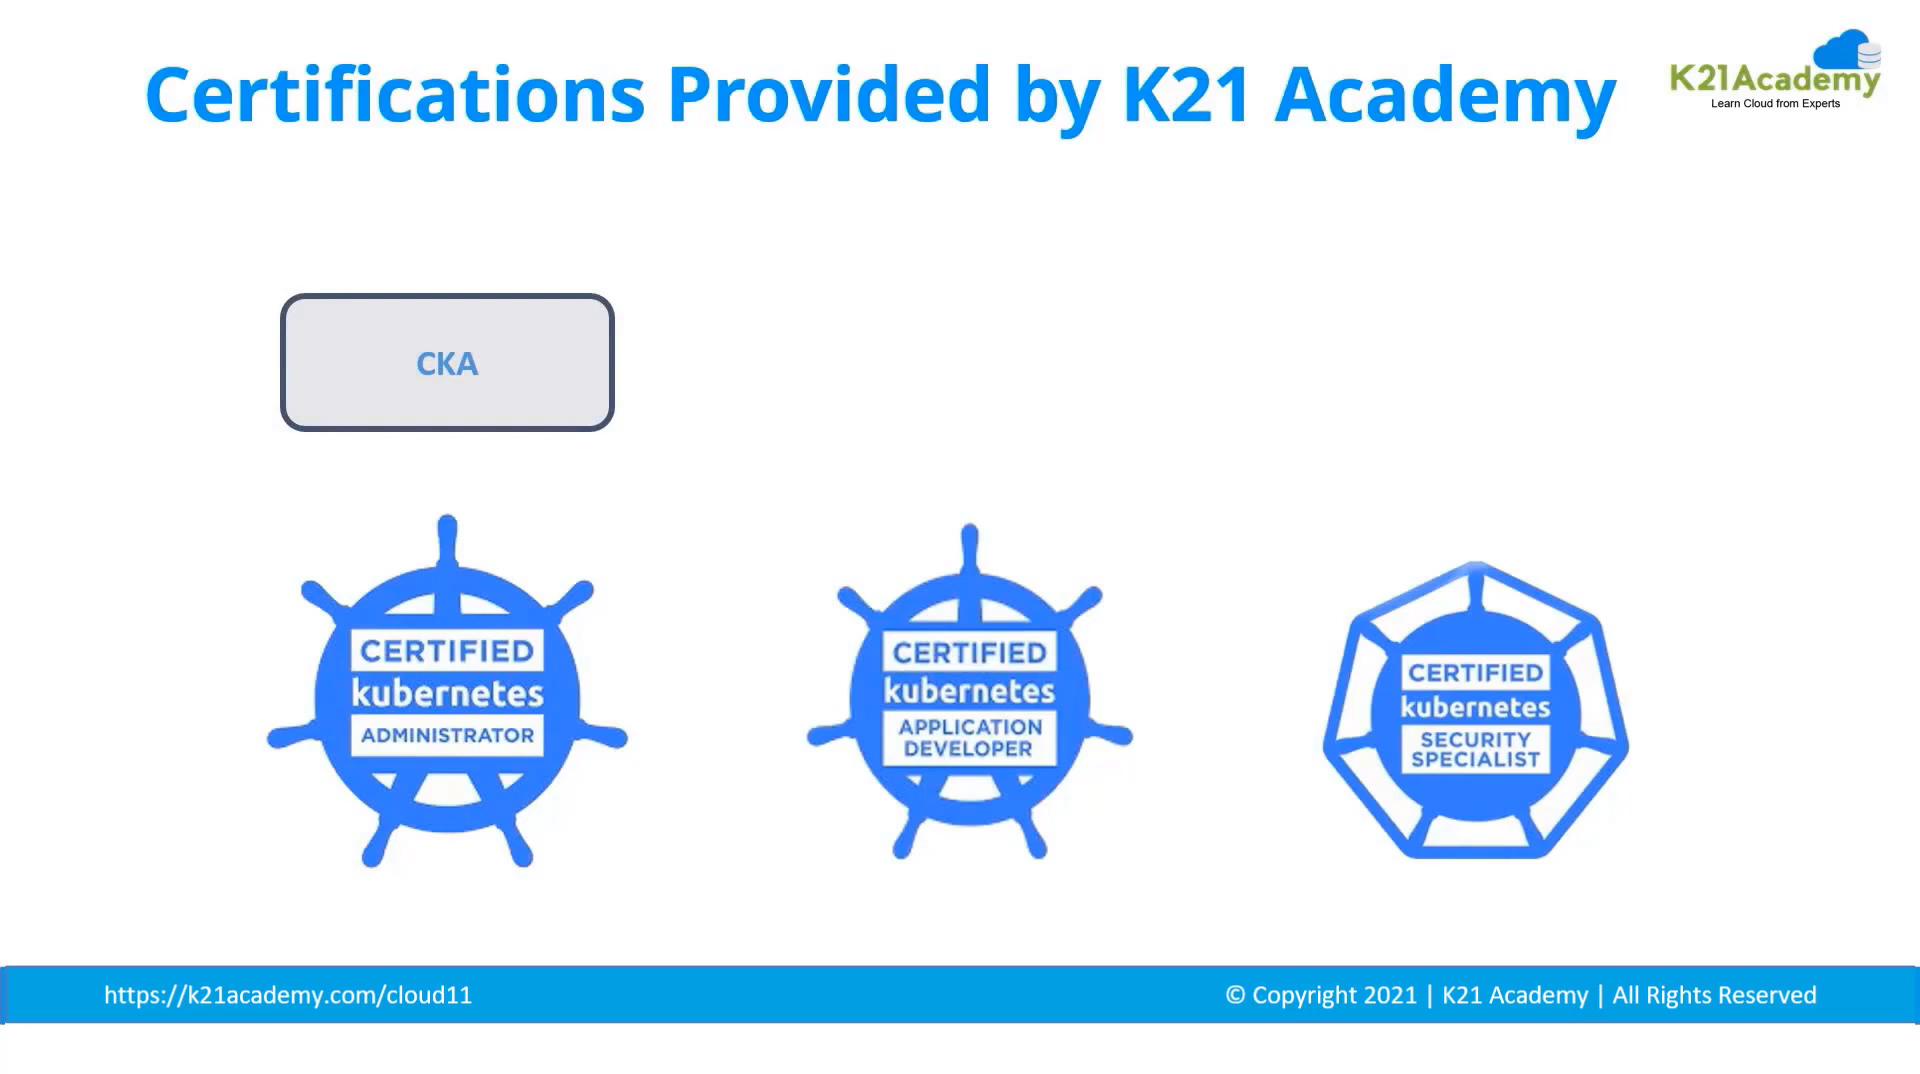 Certifications Provided by K21 Academy
K21Academy
Learn Cloud from Experts
CKA
CERTIFIED
kubernetes
ADMINISTRATOR
CERTIFIED
kubernetes
APPLICATION
DEVELOPER
CERTIFIED
kubernetes
SECURITY
SPECIALIST
https://k21academy.com/cloud11
© Copyright 2021 | K21 Academy | All Rights Reserved